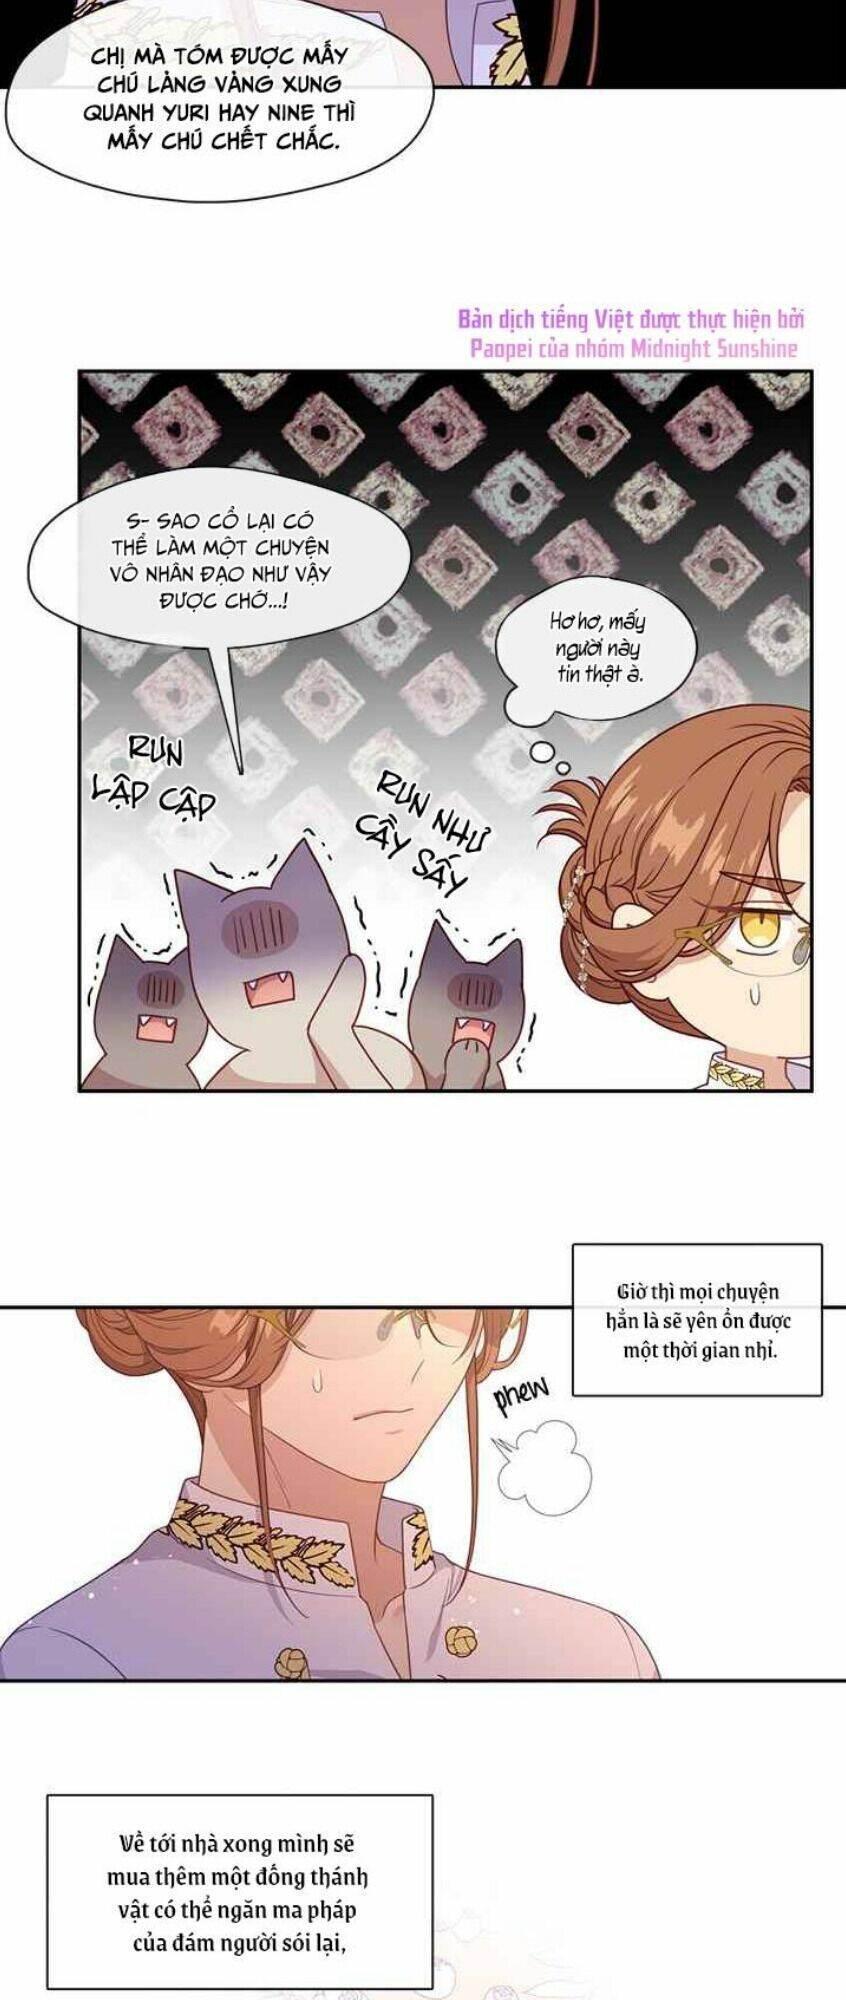 CHỊ MÀ TÓM ĐƯỢC MẤY
CHÚ LẢNG VẢNG XUNG
QUANH YURI HAY NINE THÌ
MẤY CHÚ CHẾT CHẮC.
Bản dịch tiếng Việt được thực hiện bởi
Paopei của nhóm Midnight Sunshine
S- SAO CỔ LẠI CÓ
THỂ LÀM MỘT CHUYỆN
VÔ NHÂN ĐẠO NHƯ VẬY
ĐƯỢC CHỚ...!
Hơ hơ, mấy
người này
tin thật à.
RUN
LẬP CẬP
RUN NHƯ
CẦY SẤY
Giờ thì mọi chuyện
hẳn là sẽ yên ổn được
một thời gian nhỉ.
phew
Về tới nhà xong mình sẽ
mua thêm một đống thánh
vật có thể ngăn ma pháp
của đám người sói lại,